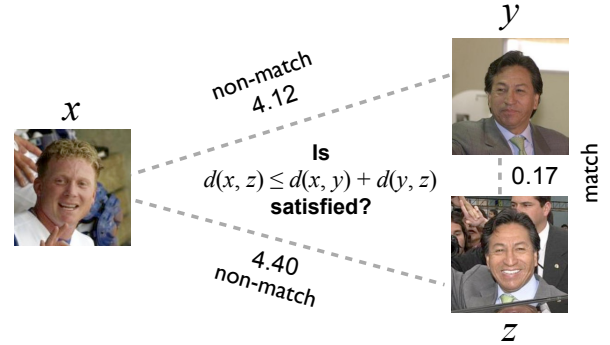 x
y
non-match
4.12
Is
d(x, z) ≤ d(x, y) + d(y, z)
satisfied?
0.17
match
4.40
non-match
z